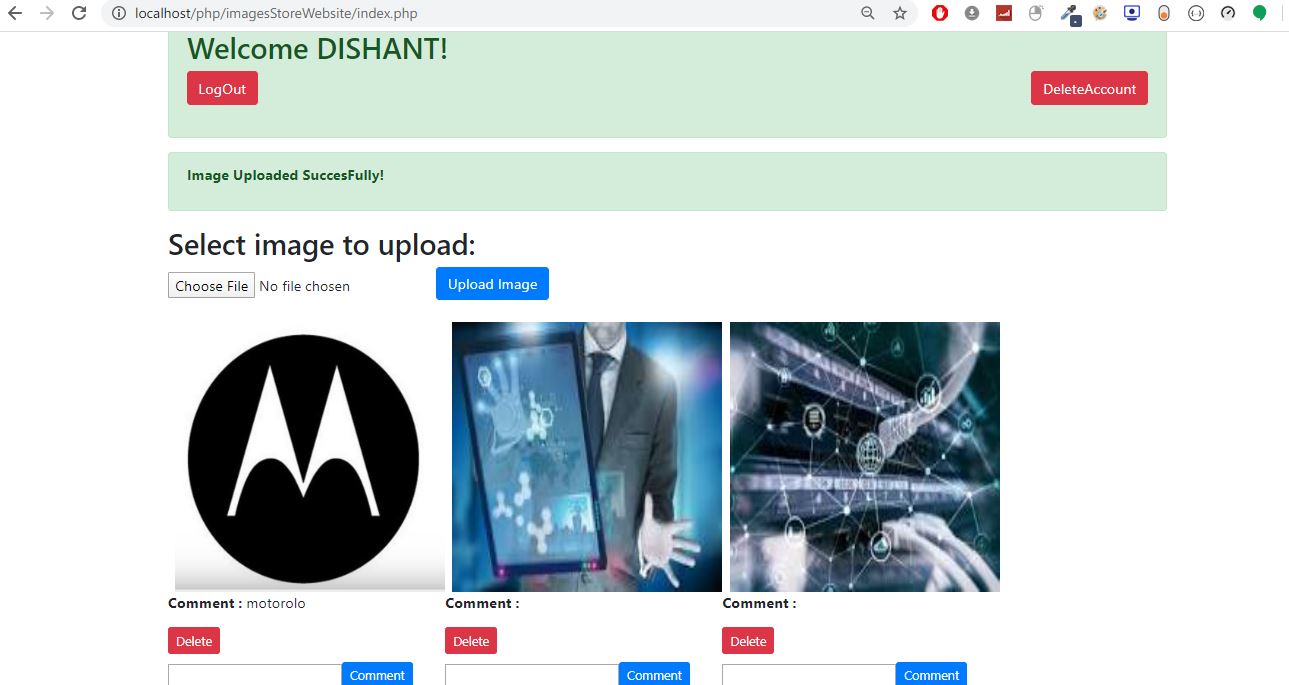 localhost/php/imagesStoreWebsite/index.php
Welcome DISHANT!
LogOut DeleteAccount
Image Uploaded SuccesFully!
Select image to upload:
Choose File No file chosen Upload Image
Comment : motorolo Comment : Comment :
Delete Delete Delete
Comment Comment Comment